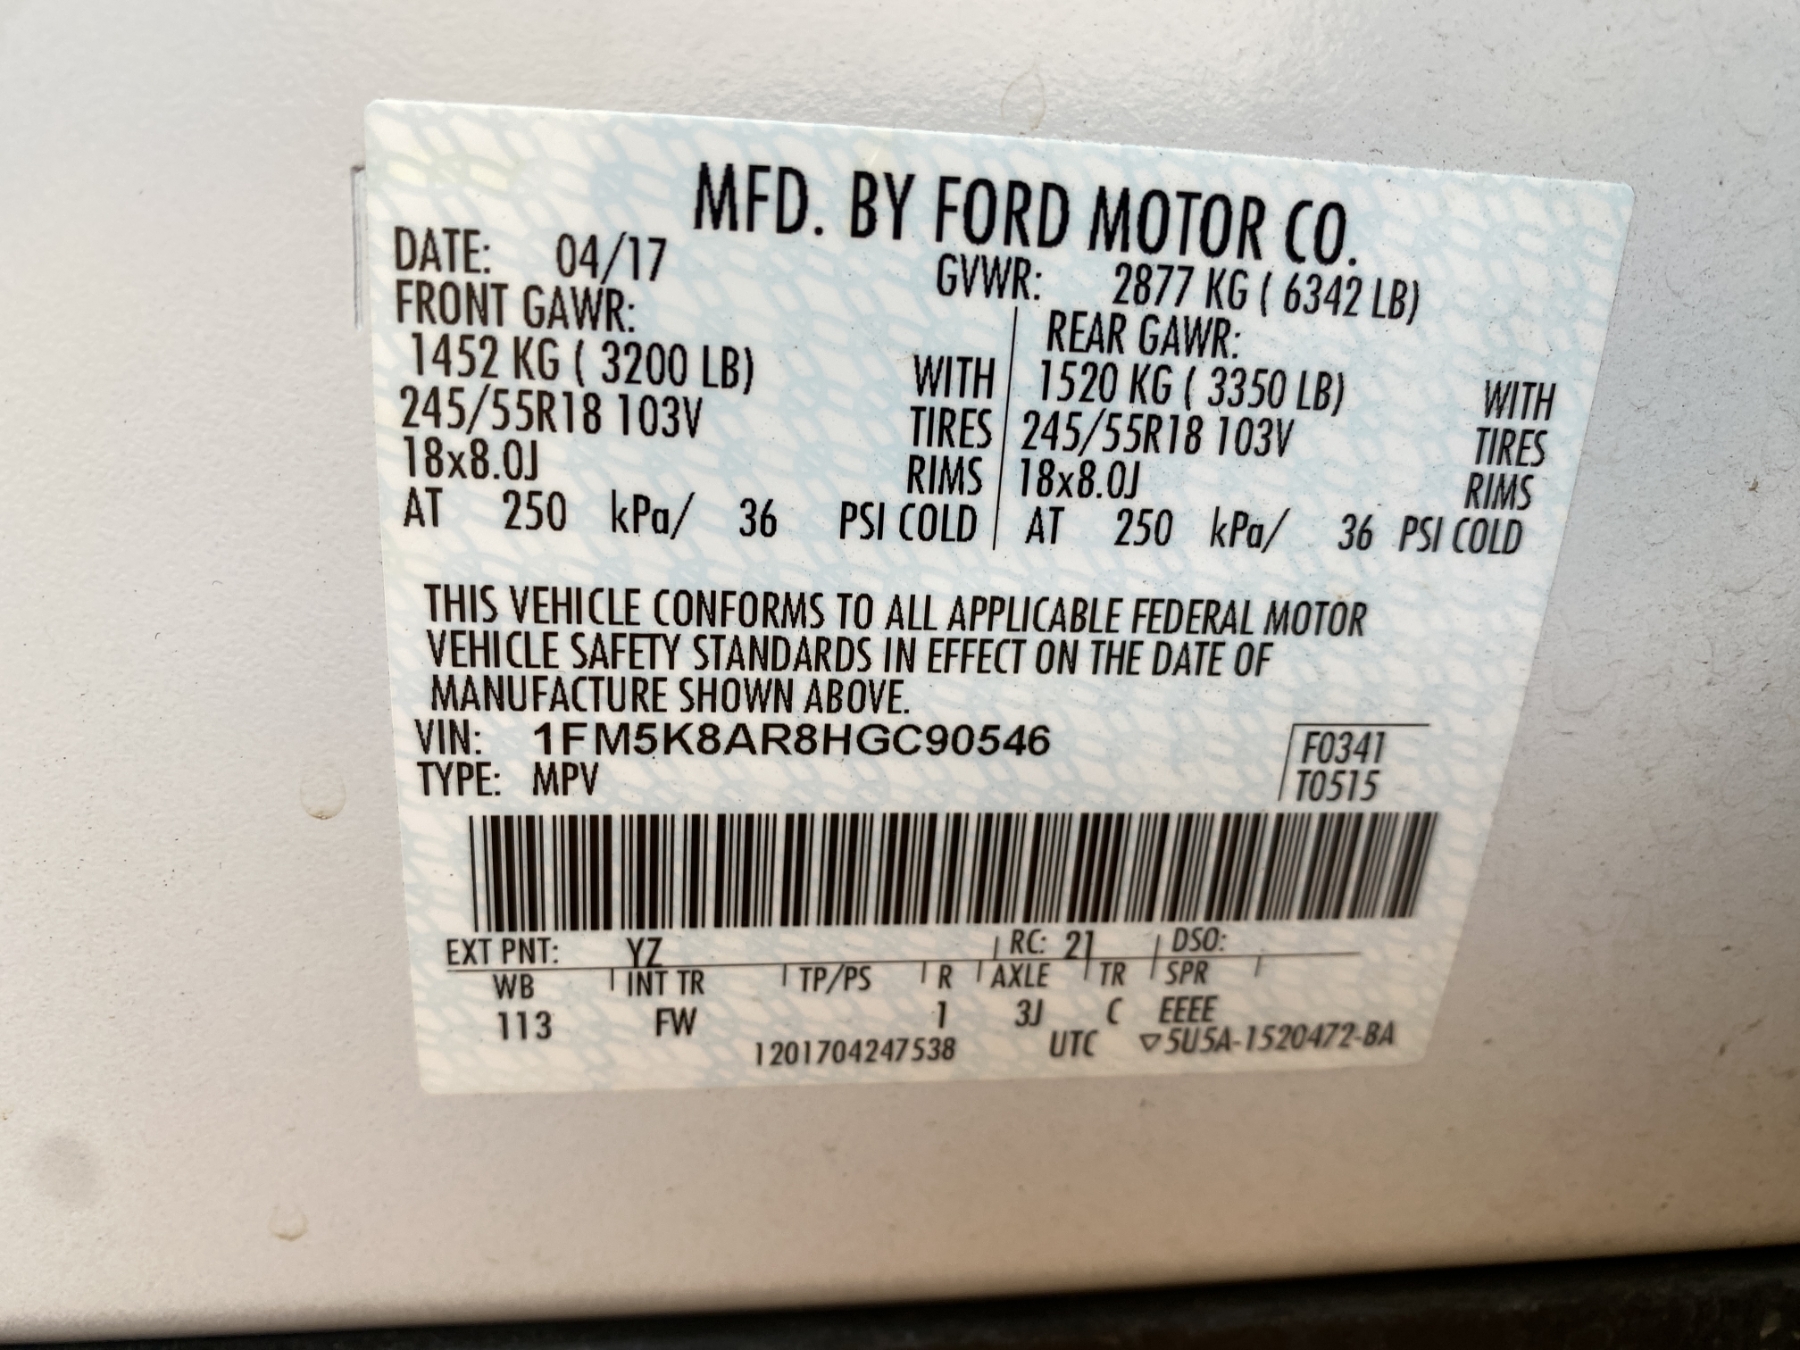 MFD. BY FORD MOTOR CO.
DATE: 04/17 GVWR: 2877 KG ( 6342 LB)
FRONT GAWR: REAR GAWR:
1452 KG ( 3200 LB) WITH 1520 KG ( 3350 LB) WITH
245/55R18 103V TIRES 245/55R18 103V TIRES
18x8.0J RIMS 18x8.0J RIMS
AT 250 kPa/ 36 PSI COLD AT 250 kPa/ 36 PSI COLD
THIS VEHICLE CONFORMS TO ALL APPLICABLE FEDERAL MOTOR
VEHICLE SAFETY STANDARDS IN EFFECT ON THE DATE OF
MANUFACTURE SHOWN ABOVE.
VIN: 1FM5K8AR8HGC90546 F0341
TYPE: MPV T0515
EXT PNT: YZ RC: 21 DSO:
WB INT TR TP/PS R AXLE TR SPR
113 FW 1 3J C EEEE
1201704247538 UTC ▽5U5A-1520472-BA